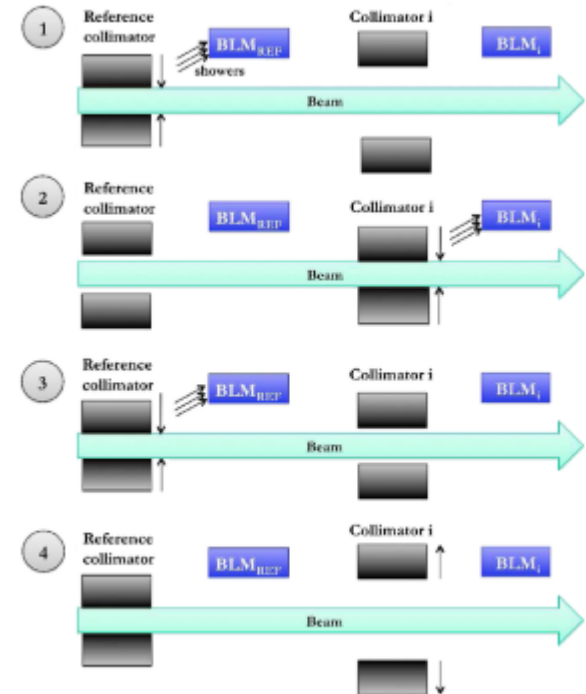 1
Reference
collimator
BLM_REF
showers
Collimator i
BLM_i
Beam
2
Reference
collimator
BLM_REF
Collimator i
BLM_i
Beam
3
Reference
collimator
BLM_REF
Collimator i
BLM_i
Beam
4
Reference
collimator
BLM_REF
Collimator i
BLM_i
Beam